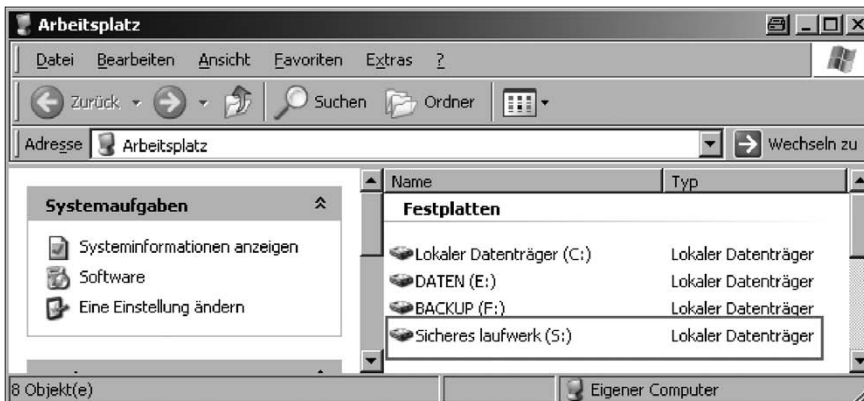 Arbeitsplatz
Datei Bearbeiten Ansicht Favoriten Extras ?
Zurück Suchen Ordner
Adresse Arbeitsplatz Wechseln zu
Systemaufgaben
Systeminformationen anzeigen
Software
Eine Einstellung ändern
Name Typ
Festplatten
Lokaler Datenträger (C:) Lokaler Datenträger
DATEN (E:) Lokaler Datenträger
BACKUP (F:) Lokaler Datenträger
Sicheres laufwerk (S:) Lokaler Datenträger
8 Objekt(e) Eigener Computer